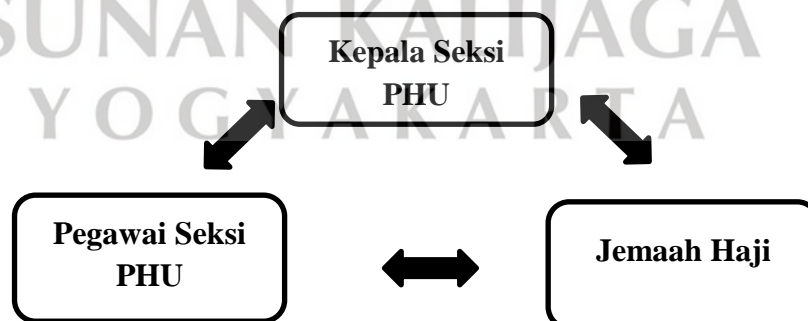 SUNAN KALIJAGA
YOGYAKARTA
Kepala Seksi
PHU
Pegawai Seksi
PHU
Jemaah Haji